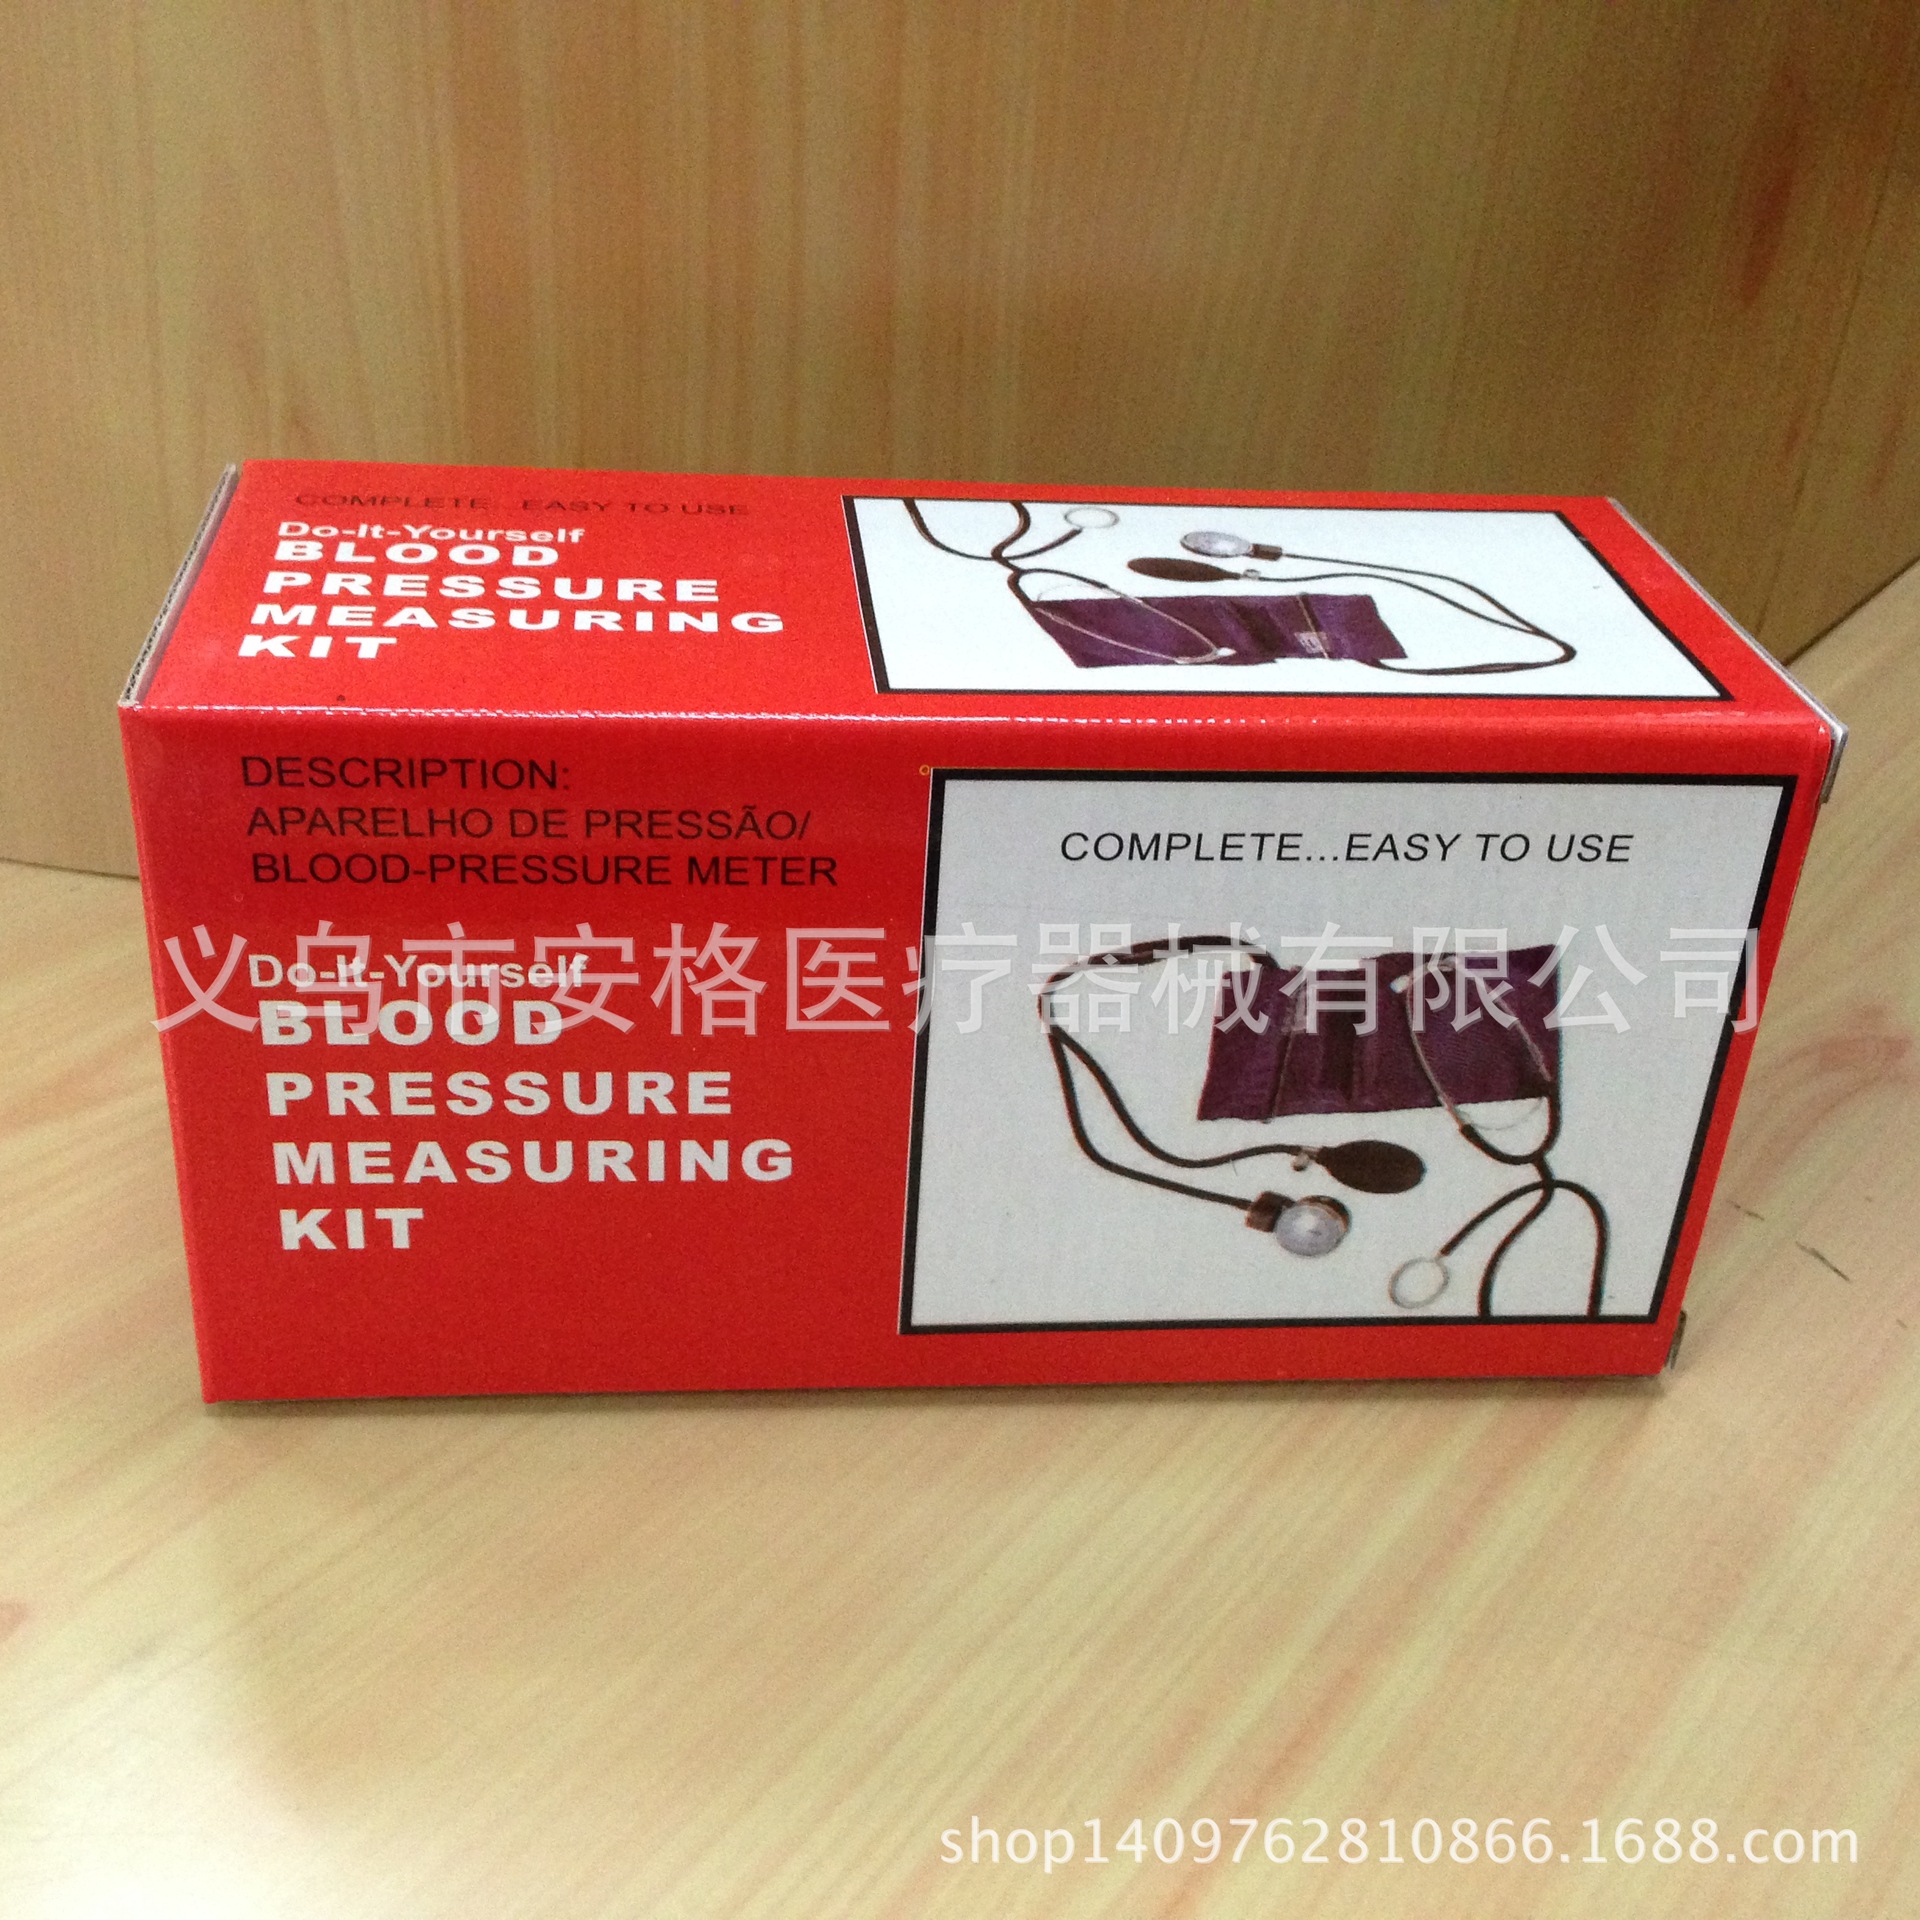 COMPLETE...EASY TO USE
Do-It-Yourself
BLOOD
PRESSURE
MEASURING
KIT
DESCRIPTION:
APARELHO DE PRESSÃO/
BLOOD-PRESSURE METER
Do-It-Yourself
BLOOD
PRESSURE
MEASURING
KIT
COMPLETE...EASY TO USE
义乌市安格医疗器械有限公司
shop1409762810866.1688.com